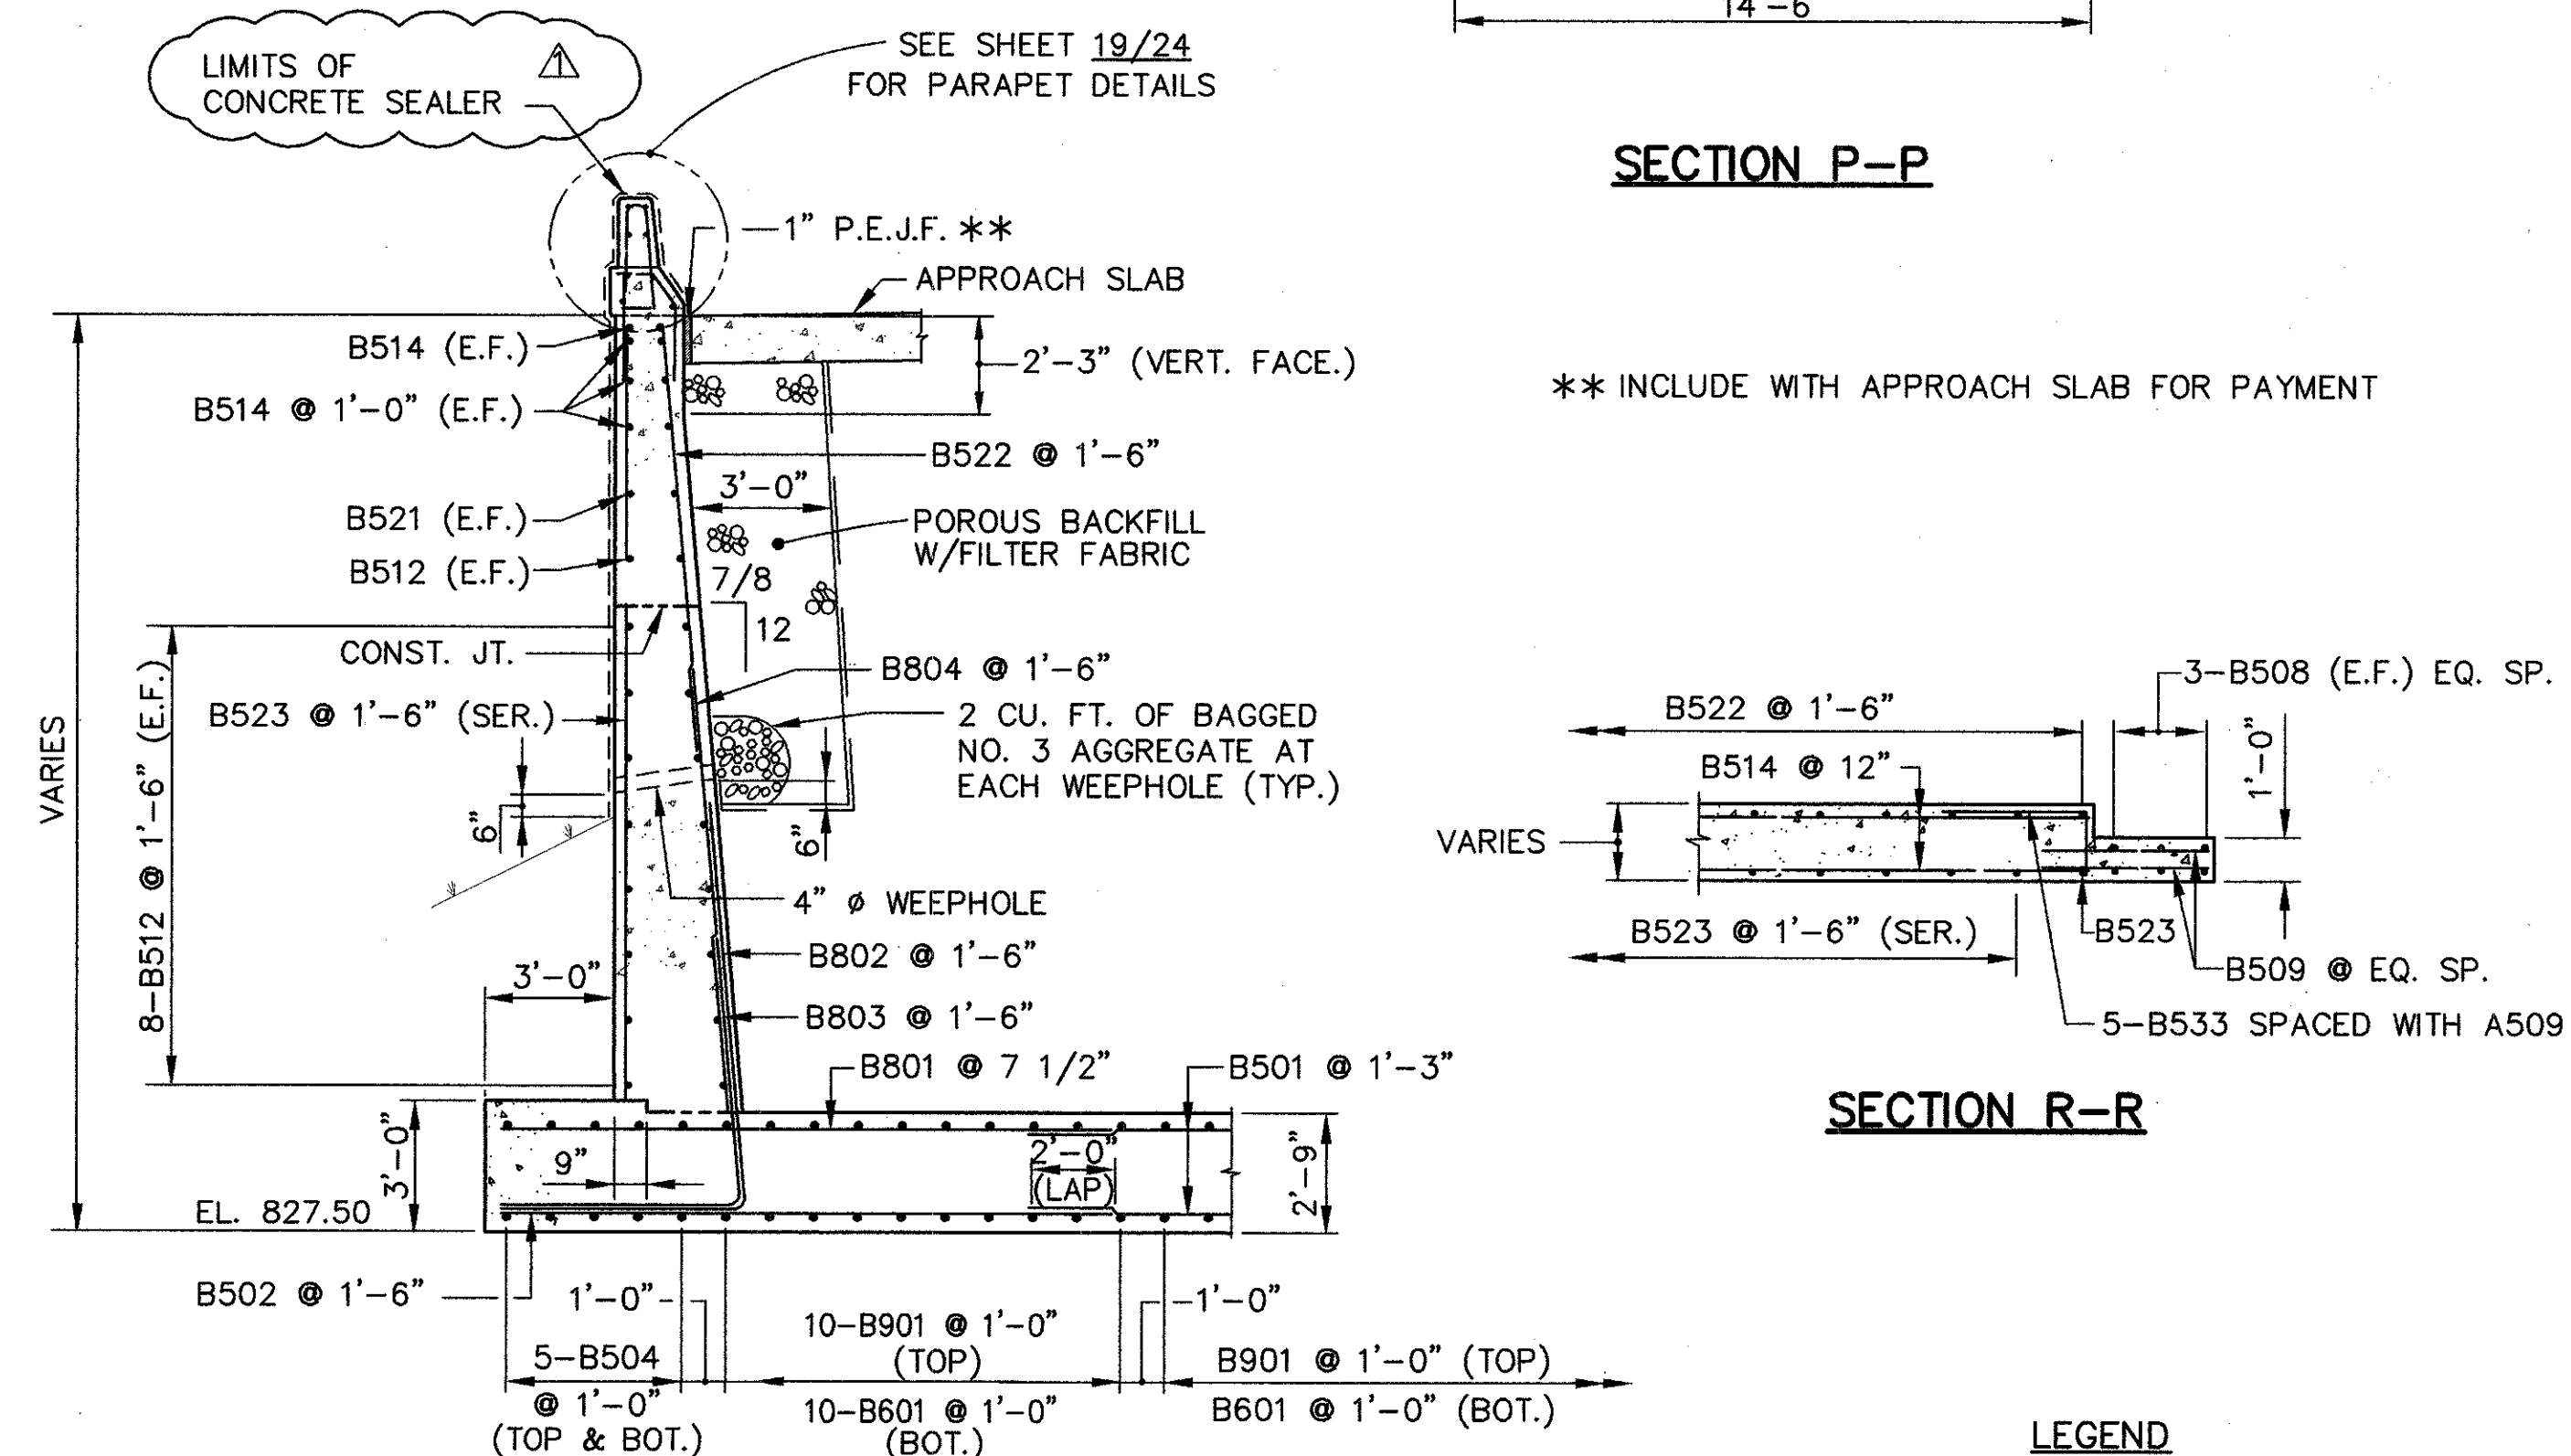 14'-6"
LIMITS OF
CONCRETE SEALER
1
SEE SHEET 19/24
FOR PARAPET DETAILS
SECTION P-P
1" P.E.J.F. **
APPROACH SLAB
B514 (E.F.)
2'-3" (VERT. FACE.)
B514 @ 1'-0" (E.F.)
** INCLUDE WITH APPROACH SLAB FOR PAYMENT
B522 @ 1'-6"
3'-0"
B521 (E.F.)
POROUS BACKFILL
W/FILTER FABRIC
B512 (E.F.)
7/8
12
CONST. JT.
B804 @ 1'-6"
B523 @ 1'-6" (SER.)
2 CU. FT. OF BAGGED
NO. 3 AGGREGATE AT
EACH WEEPHOLE (TYP.)
VARIES
8-B512 @ 1'-6" (E.F.)
6"
6"
4" ø WEEPHOLE
B802 @ 1'-6"
3'-0"
B803 @ 1'-6"
B801 @ 7 1/2"
B501 @ 1'-3"
3'-0"
9"
2'-0"
(LAP)
2'-9"
EL. 827.50
B502 @ 1'-6"
1'-0"
1'-0"
10-B901 @ 1'-0"
(TOP)
5-B504
@ 1'-0"
(TOP & BOT.)
10-B601 @ 1'-0"
(BOT.)
B901 @ 1'-0" (TOP)
B601 @ 1'-0" (BOT.)
3-B508 (E.F.) EQ. SP.
B522 @ 1'-6"
1'-0"
B514 @ 12"
VARIES
B523 @ 1'-6" (SER.)
B523
B509 @ EQ. SP.
5-B533 SPACED WITH A509
SECTION R-R
LEGEND